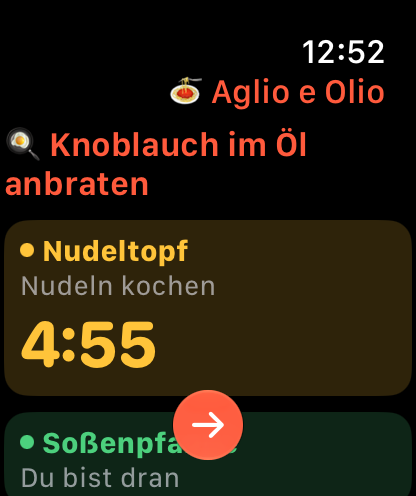 12:52
Aglio e Olio
Knoblauch im Öl
anbraten
Nudeltopf
Nudeln kochen
4:55
Du bist dran